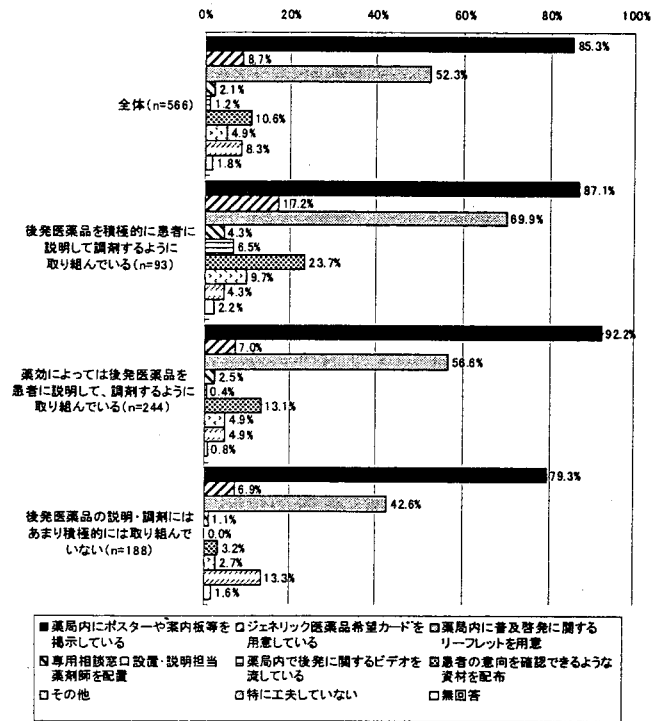 0% 20% 40% 60% 80% 100%
全体(n=566)
85.3%
8.7%
52.3%
2.1%
1.2%
10.6%
4.9%
8.3%
1.8%
後発医薬品を積極的に患者に
説明して調剤するように
取り組んでいる(n=93)
87.1%
17.2%
69.9%
4.3%
6.5%
23.7%
9.7%
4.3%
2.2%
薬効によっては後発医薬品を
患者に説明して、調剤するように
取り組んでいる(n=244)
92.2%
7.0%
56.6%
2.5%
0.4%
13.1%
4.9%
4.9%
0.8%
後発医薬品の説明・調剤には
あまり積極的には取り組んで
いない(n=188)
79.3%
6.9%
42.6%
1.1%
0.0%
3.2%
2.7%
13.3%
1.6%
薬局内にポスターや案内板等を
掲示している
ジェネリック医薬品希望カードを
用意している
薬局内に普及啓発に関する
リーフレットを用意
専用相談窓口設置・説明担当
薬剤師を配置
薬局内で後発に関するビデオを
流している
患者の意向を確認できるような
資材を配布
その他
特に工夫していない
無回答